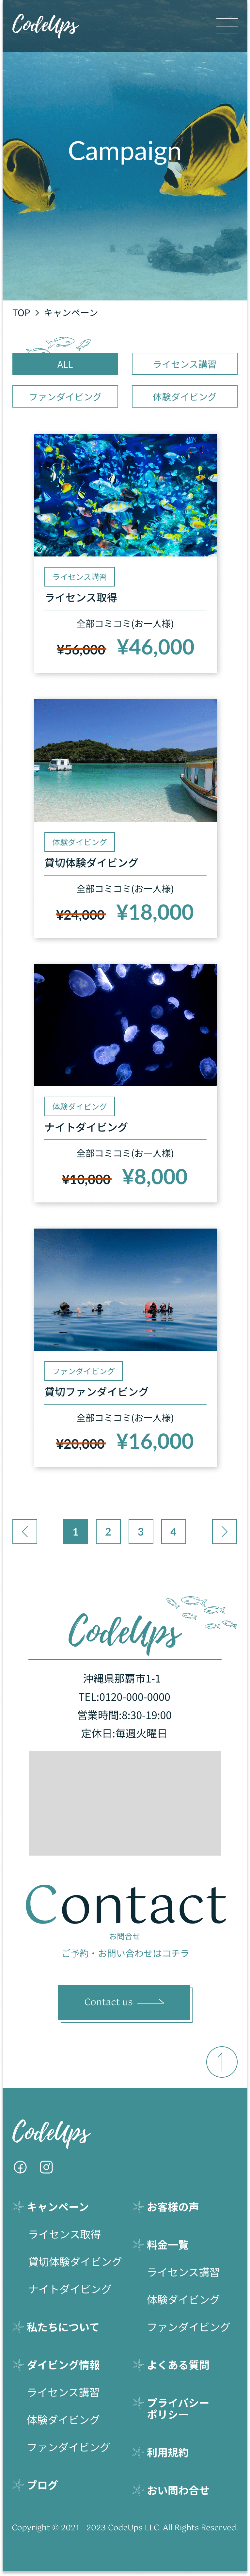 CodeUps
Campaign
TOP > キャンペーン
ALL
ライセンス講習
ファンダイビング
体験ダイビング
ライセンス講習
ライセンス取得
全部コミコミ(お一人様)
¥56,000 ¥46,000
体験ダイビング
貸切体験ダイビング
全部コミコミ(お一人様)
¥24,000 ¥18,000
体験ダイビング
ナイトダイビング
全部コミコミ(お一人様)
¥10,000 ¥8,000
ファンダイビング
貸切ファンダイビング
全部コミコミ(お一人様)
¥20,000 ¥16,000
1 2 3 4
CodeUps
沖縄県那覇市1-1
TEL:0120-000-0000
営業時間:8:30-19:00
定休日:毎週火曜日
Contact
お問合せ
ご予約・お問い合わせはコチラ
Contact us
CodeUps
キャンペーン
ライセンス取得
貸切体験ダイビング
ナイトダイビング
私たちについて
ダイビング情報
ライセンス講習
体験ダイビング
ファンダイビング
ブログ
お客様の声
料金一覧
ライセンス講習
体験ダイビング
ファンダイビング
よくある質問
プライバシー
ポリシー
利用規約
おい問わ合せ
Copyright © 2021 - 2023 CodeUps LLC. All Rights Reserved.